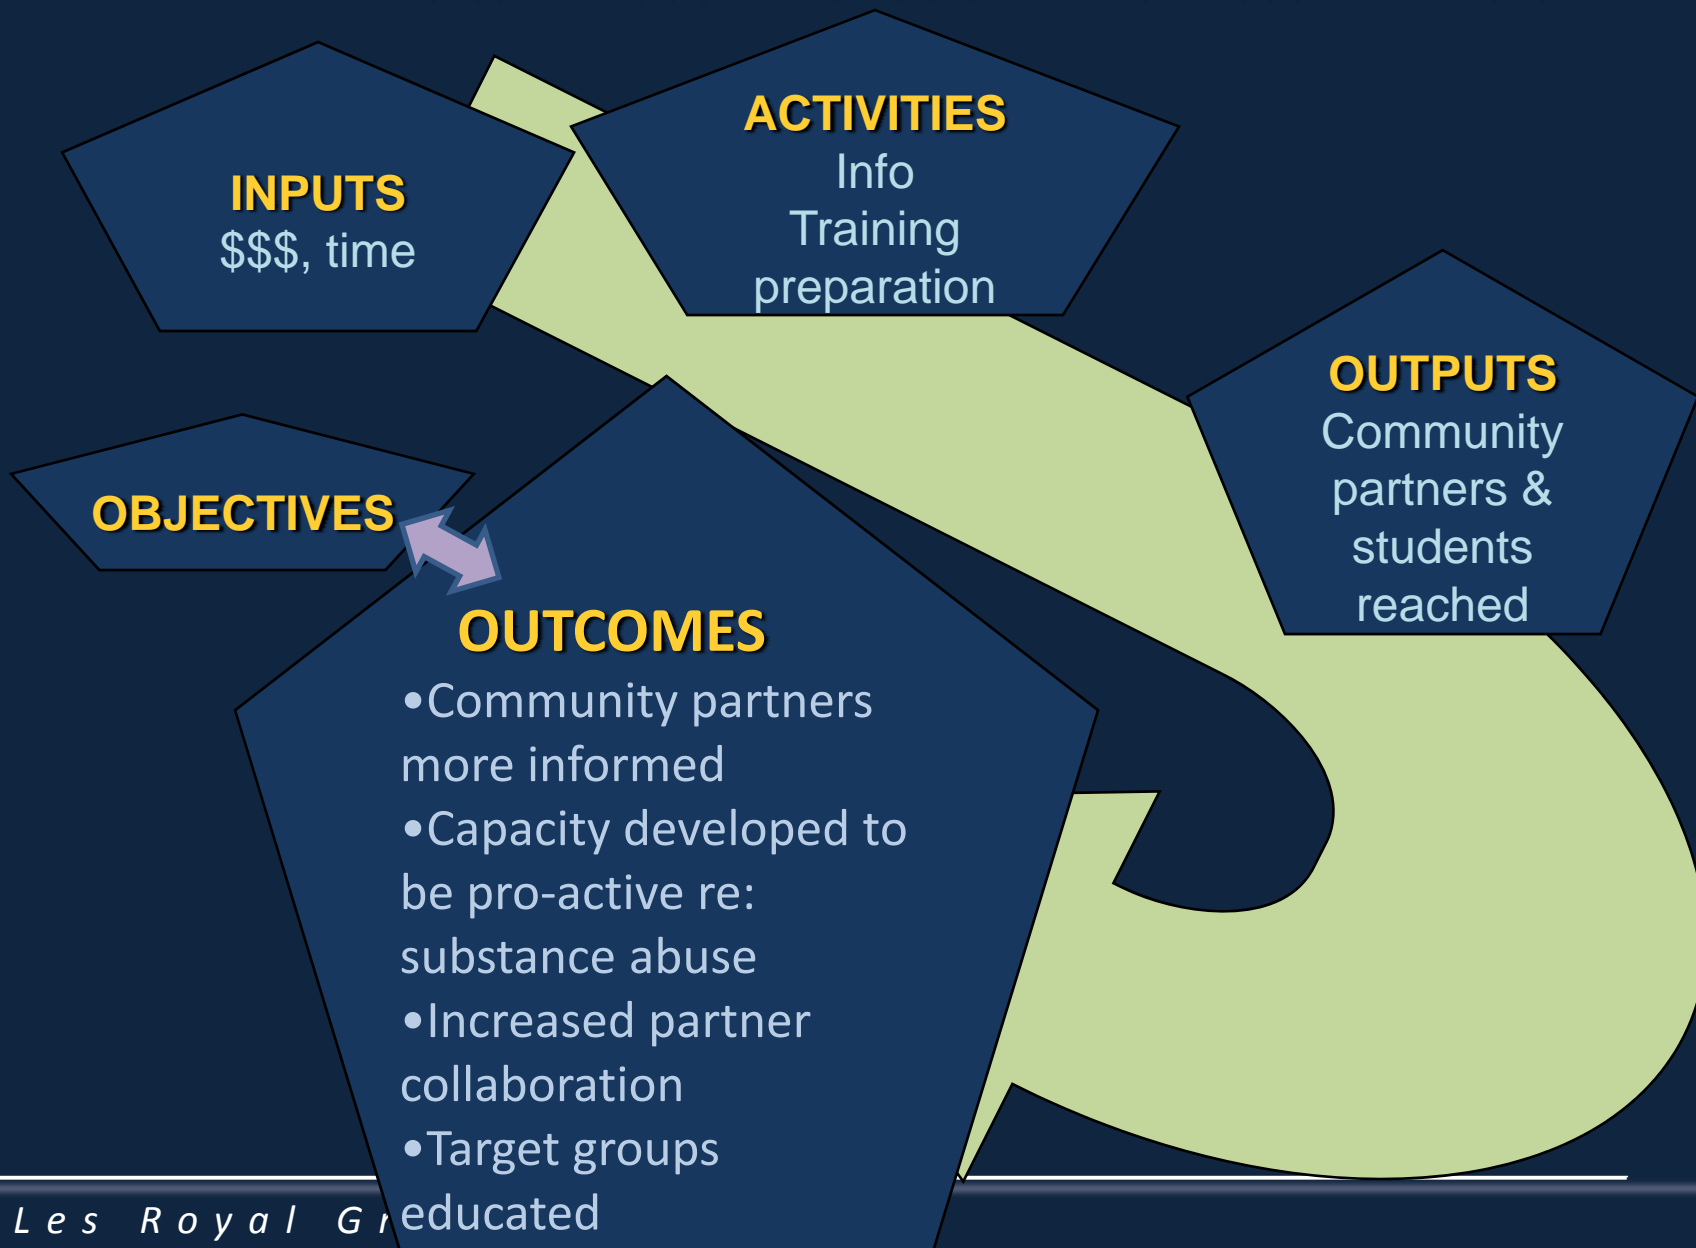 INPUTS
$$$, time
ACTIVITIES
Info
Training
preparation
OUTPUTS
Community
partners &
students
reached
OBJECTIVES
OUTCOMES
•Community partners
more informed
•Capacity developed to
be pro-active re:
substance abuse
•Increased partner
collaboration
•Target groups
educated
Les Royal